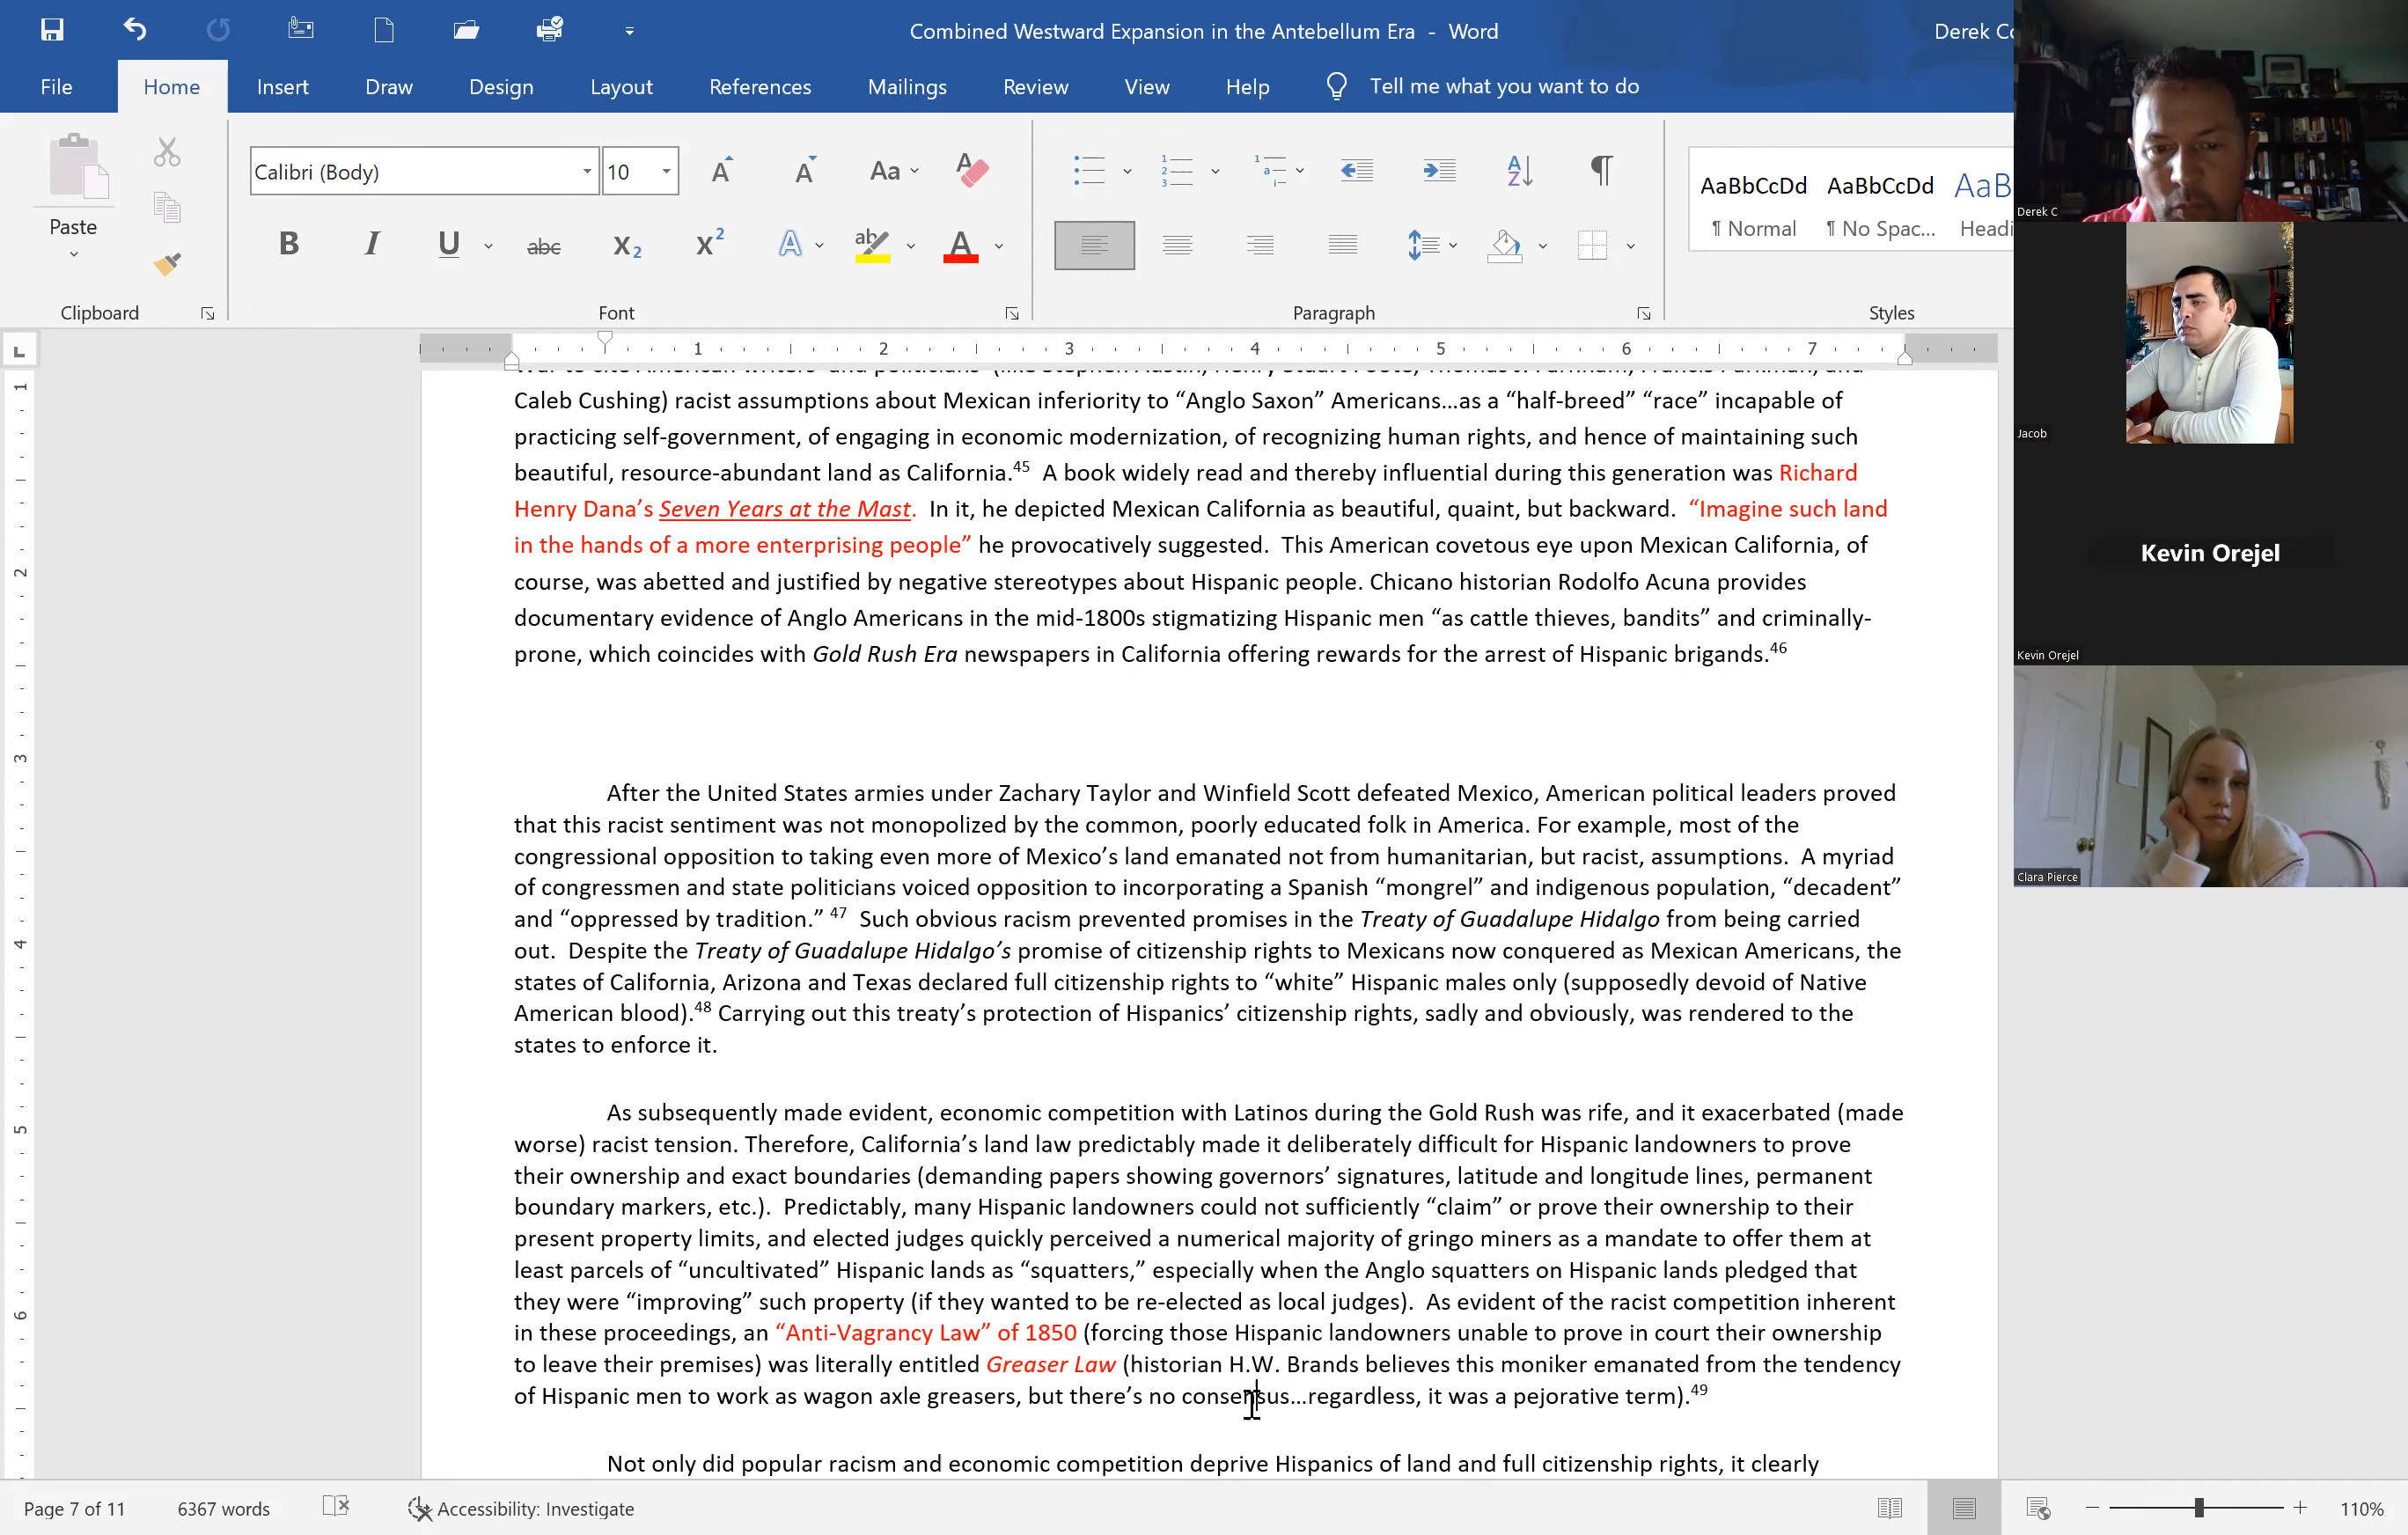 Combined Westward Expansion in the Antebellum Era - Word
Derek Co
File Home Insert Draw Design Layout References Mailings Review View Help Tell me what you want to do
Paste
Clipboard
Calibri (Body) 10
Font
Paragraph
AaBbCcDd AaBbCcDd AaB
¶ Normal ¶ No Spac... Headi
Styles
1 2 3 4 5 6 7
Caleb Cushing) racist assumptions about Mexican inferiority to “Anglo Saxon” Americans…as a “half-breed” “race” incapable of
practicing self-government, of engaging in economic modernization, of recognizing human rights, and hence of maintaining such
beautiful, resource-abundant land as California.45  A book widely read and thereby influential during this generation was Richard
Henry Dana’s Seven Years at the Mast.  In it, he depicted Mexican California as beautiful, quaint, but backward.  “Imagine such land
in the hands of a more enterprising people” he provocatively suggested.  This American covetous eye upon Mexican California, of
course, was abetted and justified by negative stereotypes about Hispanic people. Chicano historian Rodolfo Acuna provides
documentary evidence of Anglo Americans in the mid-1800s stigmatizing Hispanic men “as cattle thieves, bandits” and criminally-
prone, which coincides with Gold Rush Era newspapers in California offering rewards for the arrest of Hispanic brigands.46
After the United States armies under Zachary Taylor and Winfield Scott defeated Mexico, American political leaders proved
that this racist sentiment was not monopolized by the common, poorly educated folk in America. For example, most of the
congressional opposition to taking even more of Mexico’s land emanated not from humanitarian, but racist, assumptions.  A myriad
of congressmen and state politicians voiced opposition to incorporating a Spanish “mongrel” and indigenous population, “decadent”
and “oppressed by tradition.” 47  Such obvious racism prevented promises in the Treaty of Guadalupe Hidalgo from being carried
out.  Despite the Treaty of Guadalupe Hidalgo’s promise of citizenship rights to Mexicans now conquered as Mexican Americans, the
states of California, Arizona and Texas declared full citizenship rights to “white” Hispanic males only (supposedly devoid of Native
American blood).48 Carrying out this treaty’s protection of Hispanics’ citizenship rights, sadly and obviously, was rendered to the
states to enforce it.
As subsequently made evident, economic competition with Latinos during the Gold Rush was rife, and it exacerbated (made
worse) racist tension. Therefore, California’s land law predictably made it deliberately difficult for Hispanic landowners to prove
their ownership and exact boundaries (demanding papers showing governors’ signatures, latitude and longitude lines, permanent
boundary markers, etc.).  Predictably, many Hispanic landowners could not sufficiently “claim” or prove their ownership to their
present property limits, and elected judges quickly perceived a numerical majority of gringo miners as a mandate to offer them at
least parcels of “uncultivated” Hispanic lands as “squatters,” especially when the Anglo squatters on Hispanic lands pledged that
they were “improving” such property (if they wanted to be re-elected as local judges).  As evident of the racist competition inherent
in these proceedings, an “Anti-Vagrancy Law” of 1850 (forcing those Hispanic landowners unable to prove in court their ownership
to leave their premises) was literally entitled Greaser Law (historian H.W. Brands believes this moniker emanated from the tendency
of Hispanic men to work as wagon axle greasers, but there’s no consensus…regardless, it was a pejorative term).49
Not only did popular racism and economic competition deprive Hispanics of land and full citizenship rights, it clearly
Page 7 of 11 6367 words Accessibility: Investigate 110%
Derek C
Jacob
Kevin Orejel
Kevin Orejel
Clara Pierce